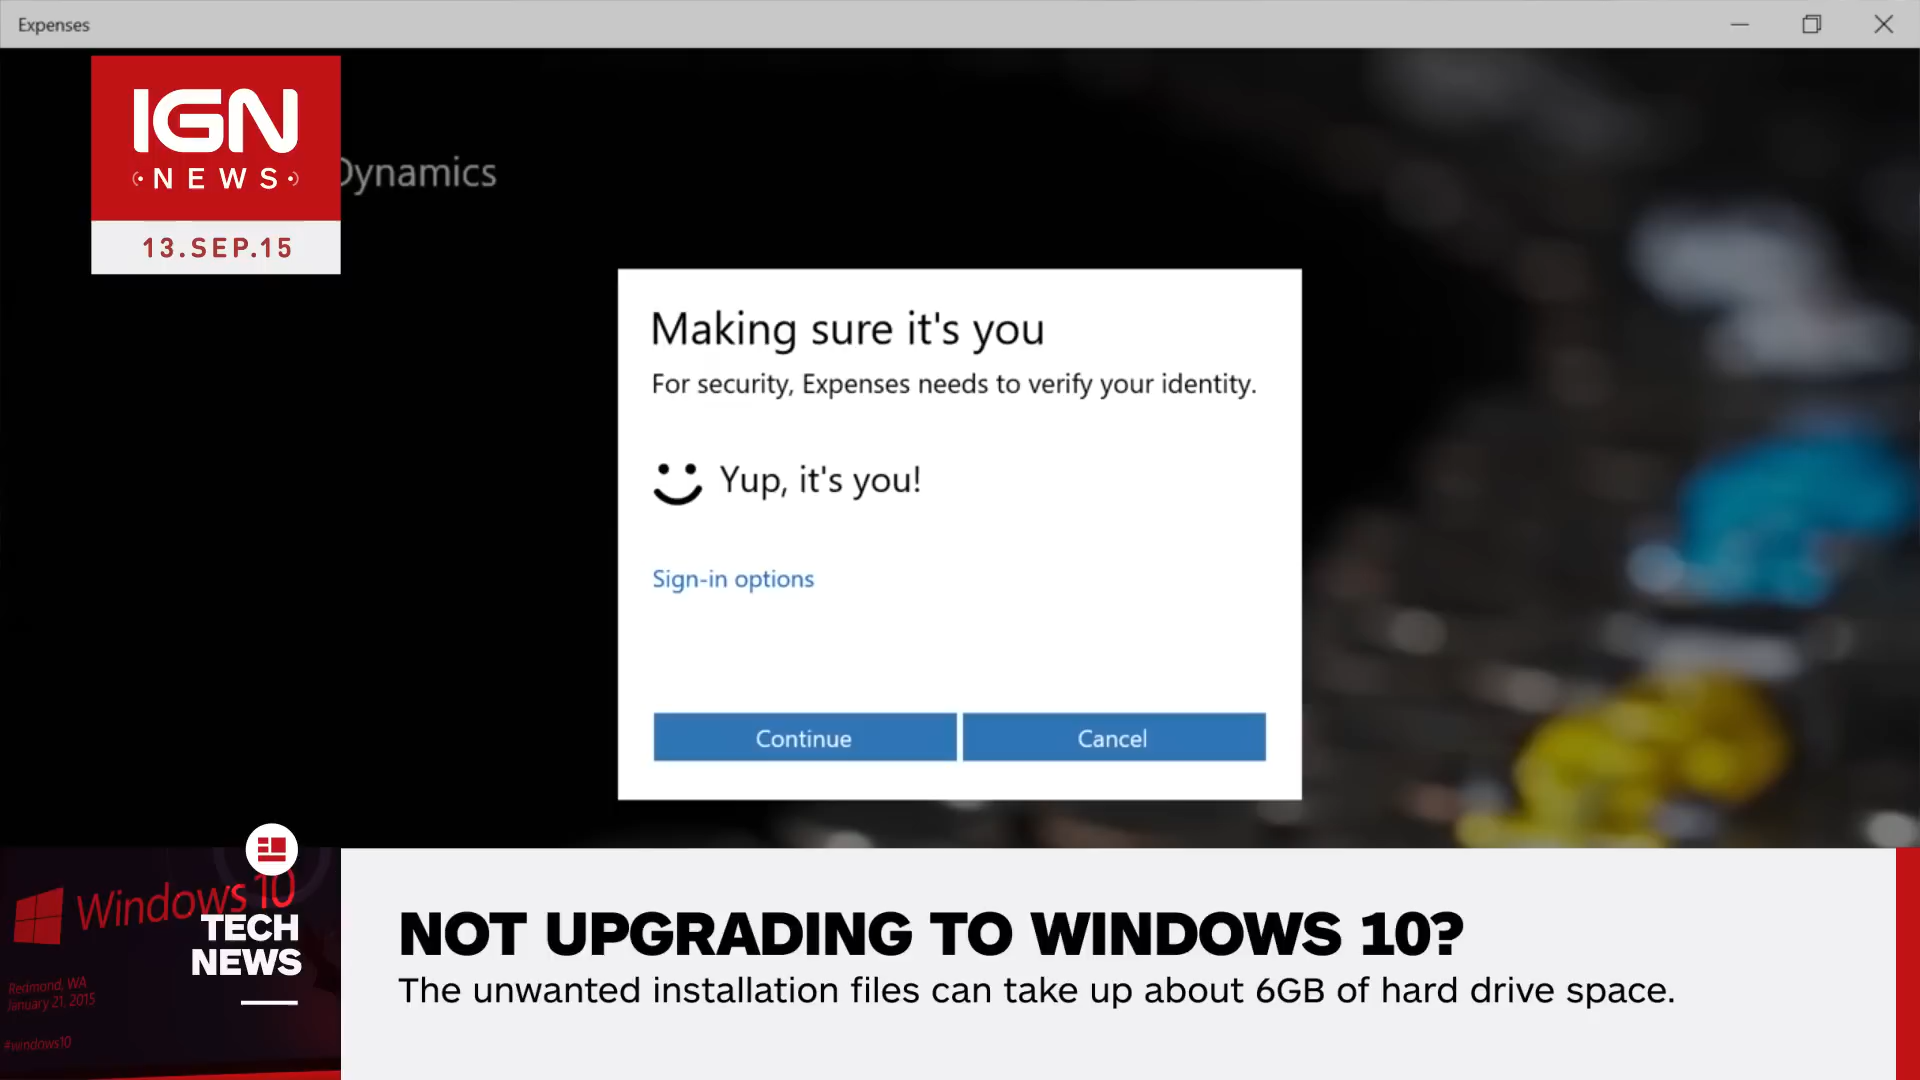 Expenses
IGN
NEWS
13.SEP.15
Dynamics
Making sure it's you
For security, Expenses needs to verify your identity.
Yup, it's you!
Sign-in options
Continue
Cancel
Windows 10
TECH
NEWS
Redmond, WA
January 21, 2015
#windows10
NOT UPGRADING TO WINDOWS 10?
The unwanted installation files can take up about 6GB of hard drive space.